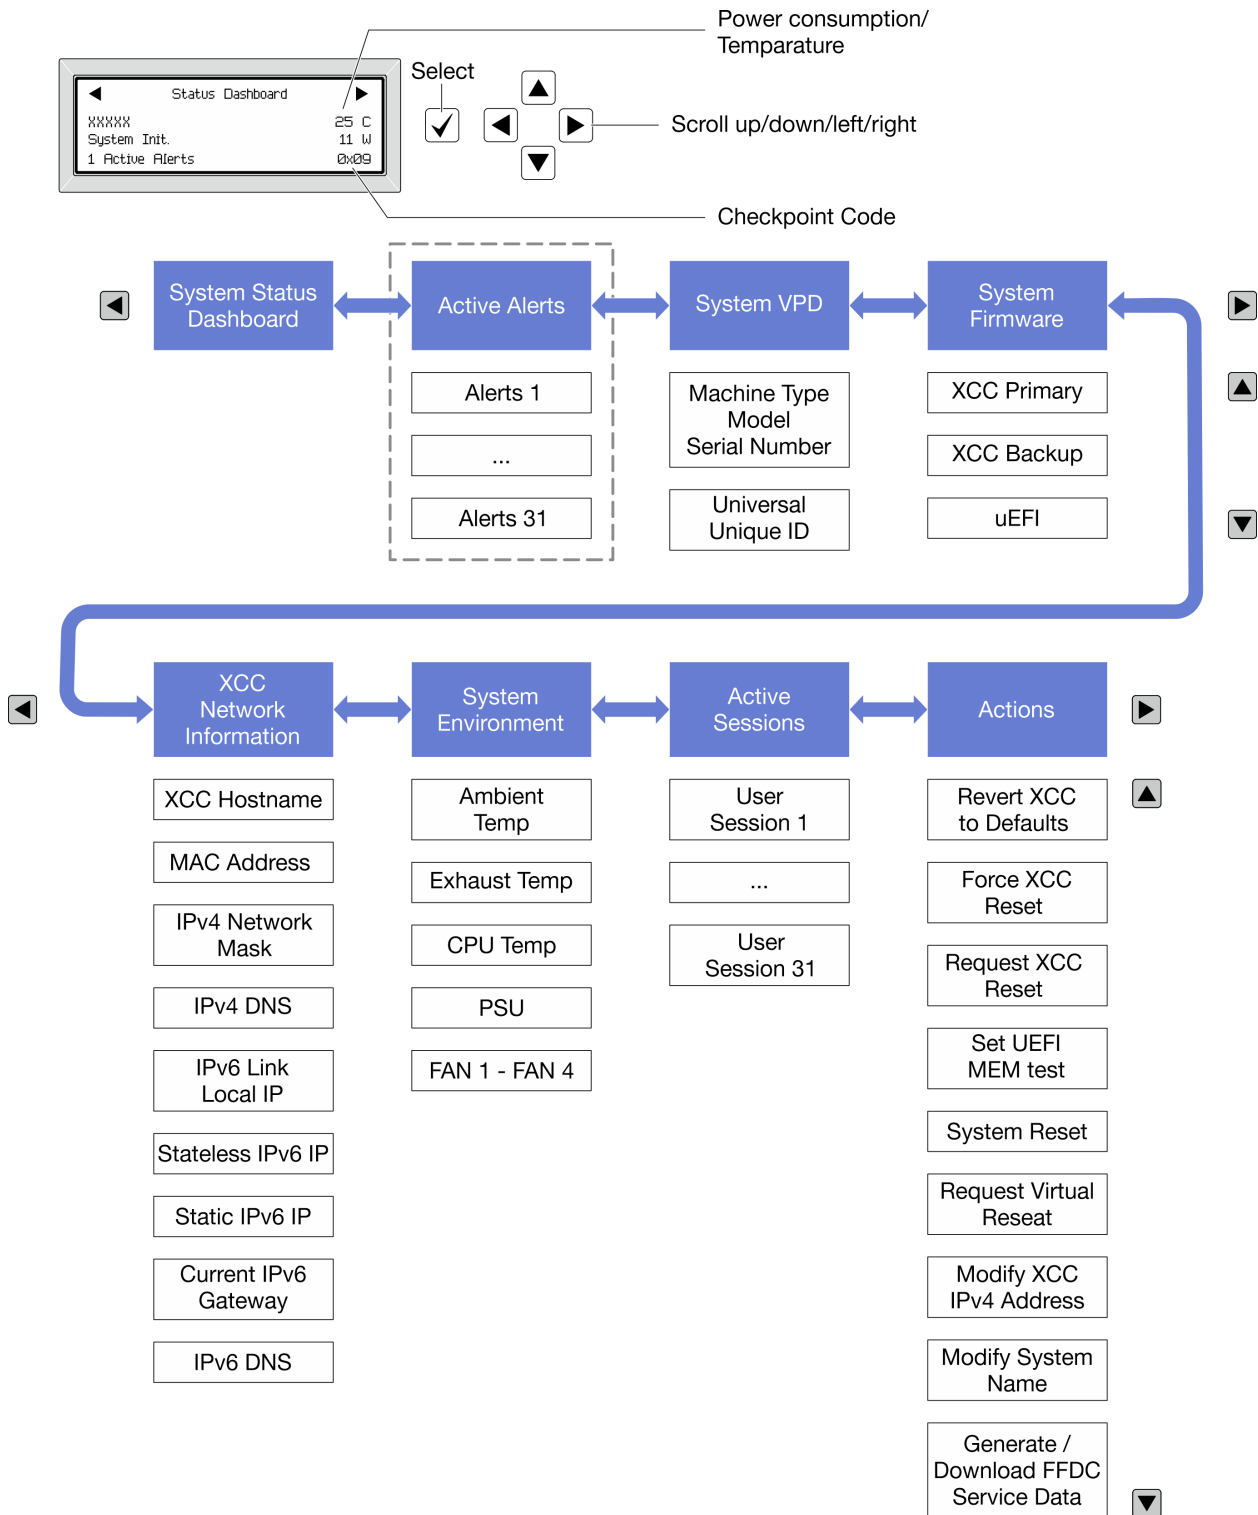 Power consumption/
Temparature
Select
Status Dashboard
XXXXX 25 C
System Init. 11 W
1 Active Alerts 0x09
Scroll up/down/left/right
Checkpoint Code
System Status
Dashboard
Active Alerts
System VPD
System
Firmware
Alerts 1
...
Alerts 31
Machine Type
Model
Serial Number
Universal
Unique ID
XCC Primary
XCC Backup
uEFI
XCC
Network
Information
System
Environment
Active
Sessions
Actions
XCC Hostname
MAC Address
IPv4 Network
Mask
IPv4 DNS
IPv6 Link
Local IP
Stateless IPv6 IP
Static IPv6 IP
Current IPv6
Gateway
IPv6 DNS
Ambient
Temp
Exhaust Temp
CPU Temp
PSU
FAN 1 - FAN 4
User
Session 1
...
User
Session 31
Revert XCC
to Defaults
Force XCC
Reset
Request XCC
Reset
Set UEFI
MEM test
System Reset
Request Virtual
Reseat
Modify XCC
IPv4 Address
Modify System
Name
Generate /
Download FFDC
Service Data